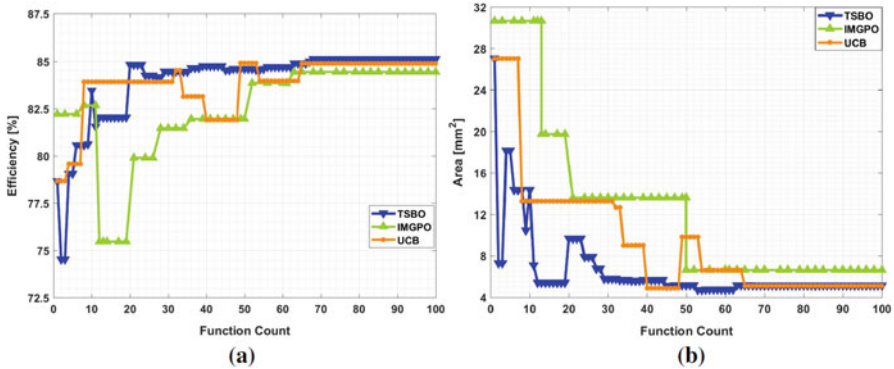 87.5
85
82.5
80
77.5
75
72.5
Efficiency [%]
0 10 20 30 40 50 60 70 80 90 100
Function Count
TSBO
IMGPO
UCB
(a)
32
28
24
20
16
12
8
4
Area [mm²]
0 10 20 30 40 50 60 70 80 90 100
Function Count
TSBO
IMGPO
UCB
(b)